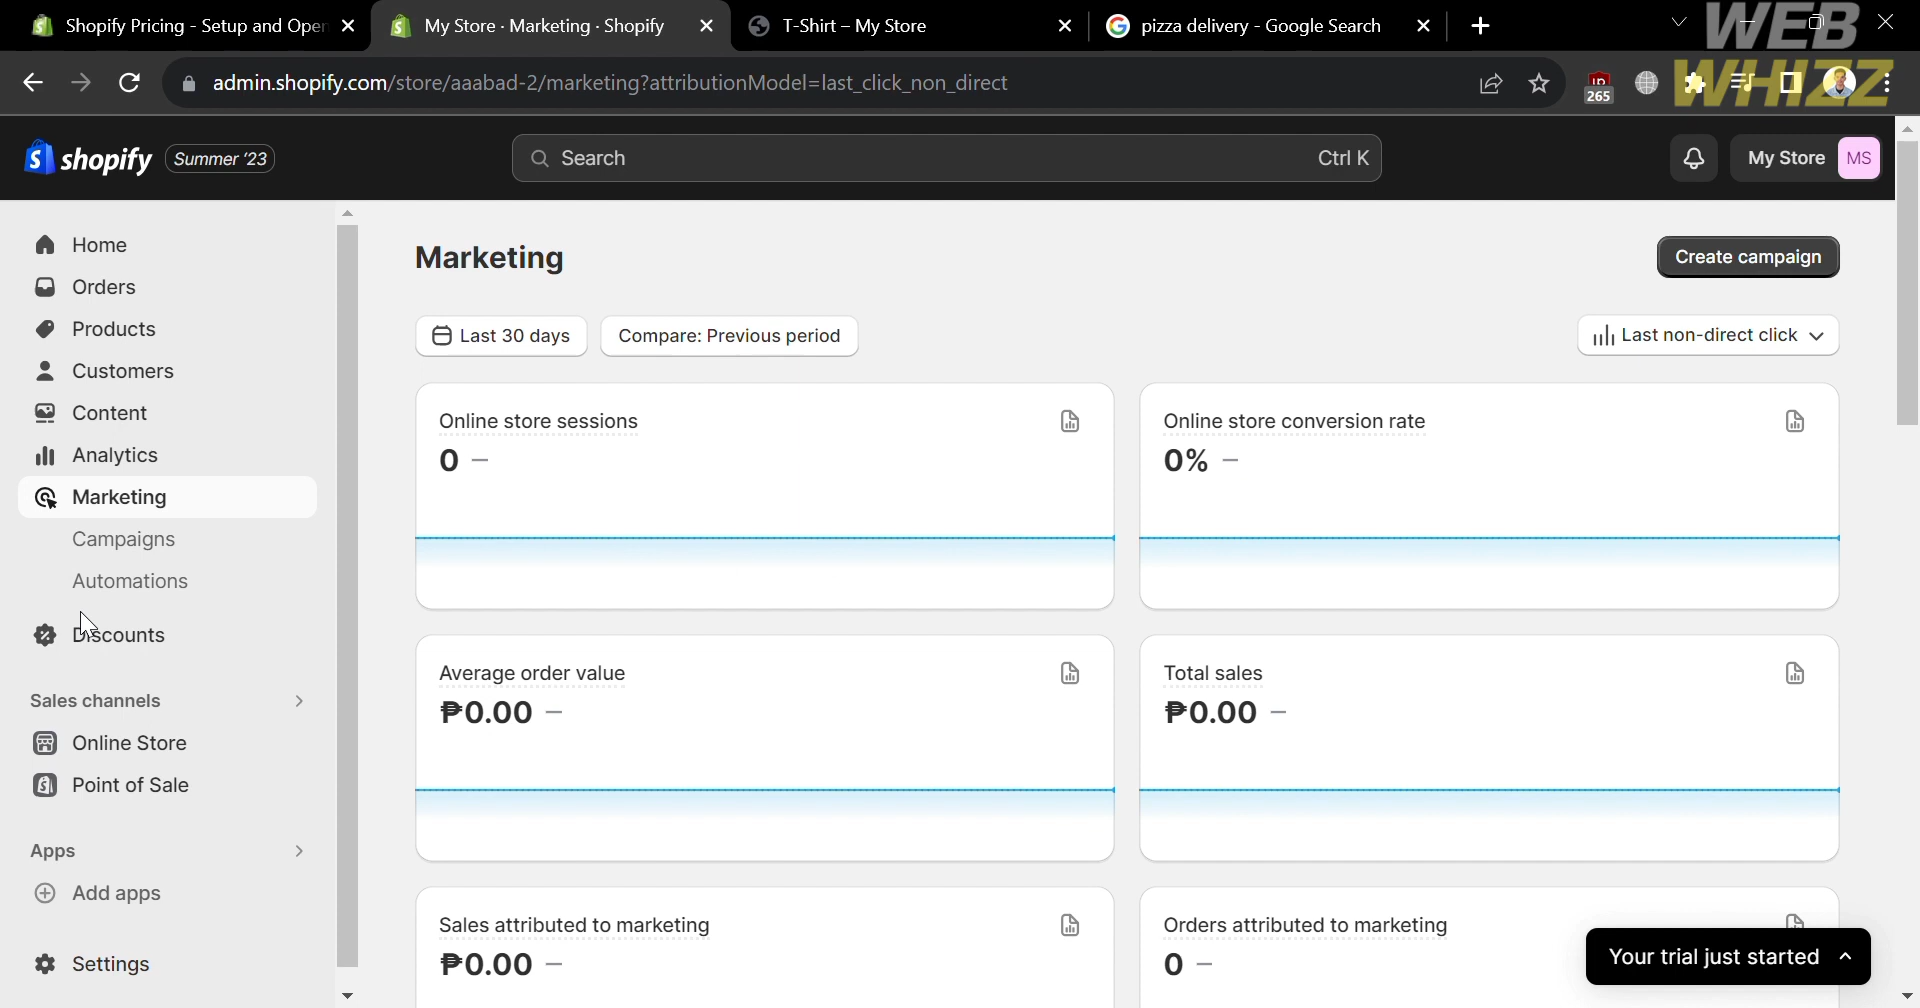 Shopify Pricing - Setup and Open
My Store · Marketing · Shopify
T-Shirt – My Store
pizza delivery - Google Search
WEB
WHIZZ
admin.shopify.com/store/aaabad-2/marketing?attributionModel=last_click_non_direct
265
shopify
Summer '23
Search
Ctrl K
My Store
MS
Home
Orders
Products
Customers
Content
Analytics
Marketing
Campaigns
Automations
Discounts
Sales channels
Online Store
Point of Sale
Apps
Add apps
Settings
Marketing
Create campaign
Last 30 days
Compare: Previous period
Last non-direct click
Online store sessions
0 –
Online store conversion rate
0% –
Average order value
₱0.00 –
Total sales
₱0.00 –
Sales attributed to marketing
₱0.00 –
Orders attributed to marketing
0 –
Your trial just started